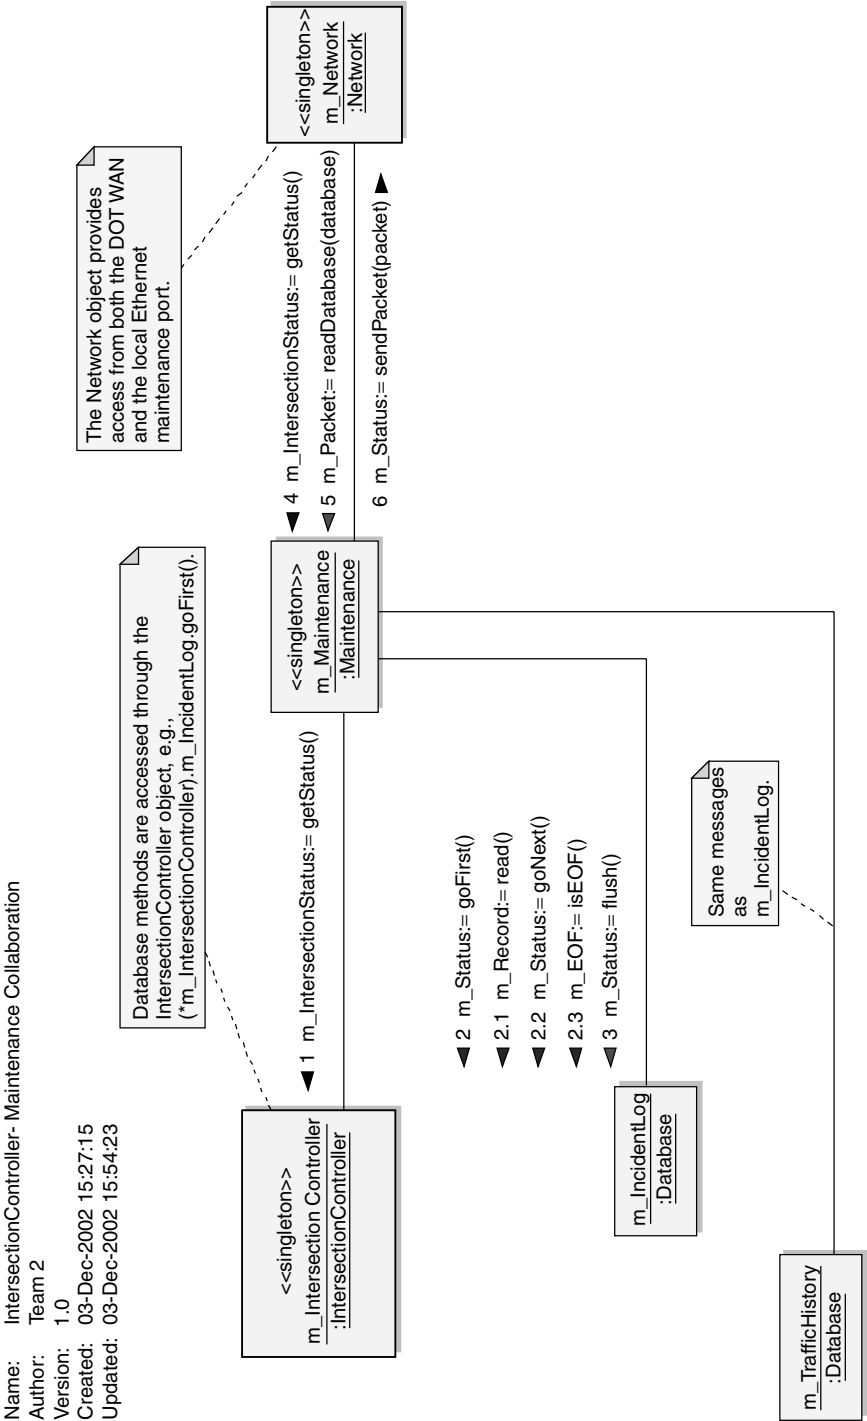 Name: IntersectionController- Maintenance Collaboration
Author: Team 2
Version: 1.0
Created: 03-Dec-2002 15:27:15
Updated: 03-Dec-2002 15:54:23
Database methods are accessed through the
IntersectionController object, e.g.,
(*m_IntersectionController).m_IncidentLog.goFirst().
The Network object provides
access from both the DOT WAN
and the local Ethernet
maintenance port.
<<singleton>>
m_Intersection Controller
:IntersectionController
1 m_IntersectionStatus:= getStatus()
<<singleton>>
m_Maintenance
:Maintenance
4 m_IntersectionStatus:= getStatus()
5 m_Packet:= readDatabase(database)
6 m_Status:= sendPacket(packet)
<<singleton>>
m_Network
:Network
2 m_Status:= goFirst()
2.1 m_Record:= read()
2.2 m_Status:= goNext()
2.3 m_EOF:= isEOF()
3 m_Status:= flush()
m_IncidentLog
:Database
Same messages
as
m_IncidentLog.
m_TrafficHistory
:Database